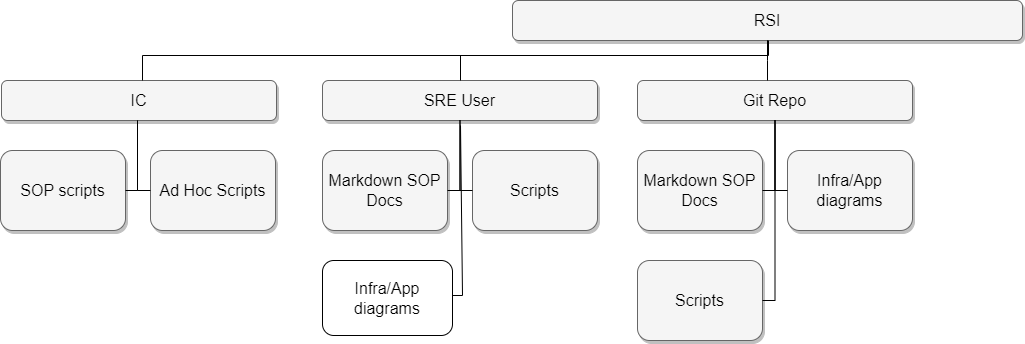 RSI
IC
SRE User
Git Repo
SOP scripts
Ad Hoc Scripts
Markdown SOP
Docs
Scripts
Markdown SOP
Docs
Infra/App
diagrams
Infra/App
diagrams
Scripts